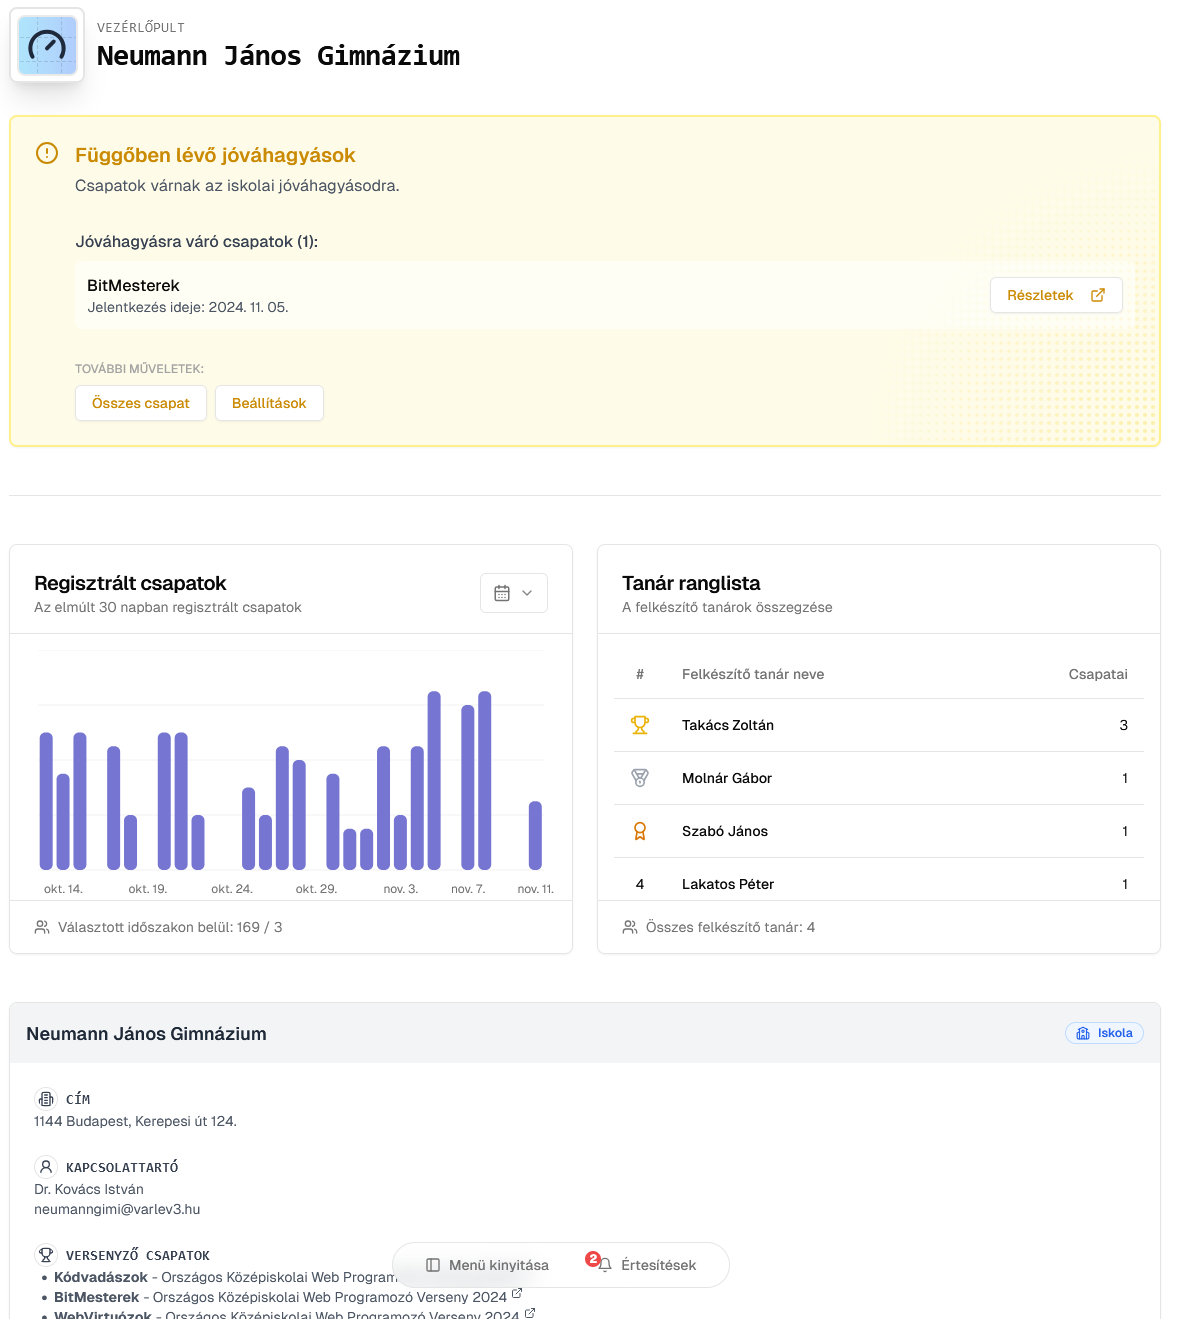 VEZÉRLŐPULT
Neumann János Gimnázium
Függőben lévő jóváhagyások
Csapatok várnak az iskolai jóváhagyásodra.
Jóváhagyásra váró csapatok (1):
BitMesterek
Jelentkezés ideje: 2024. 11. 05.
Részletek
TOVÁBBI MŰVELETEK:
Összes csapat
Beállítások
Regisztrált csapatok
Az elmúlt 30 napban regisztrált csapatok
okt. 14. okt. 19. okt. 24. okt. 29. nov. 3. nov. 7. nov. 11.
Választott időszakon belül: 169 / 3
Tanár ranglista
A felkészítő tanárok összegzése
# Felkészítő tanár neve Csapatai
Takács Zoltán 3
Molnár Gábor 1
Szabó János 1
4 Lakatos Péter 1
Összes felkészítő tanár: 4
Neumann János Gimnázium
Iskola
CÍM
1144 Budapest, Kerepesi út 124.
KAPCSOLATTARTÓ
Dr. Kovács István
neumanngimi@varlev3.hu
VERSENYZŐ CSAPATOK
• Kódvadászok - Országos Középiskolai Web Program
• BitMesterek - Országos Középiskolai Web Programozó Verseny 2024
• WebVirtuózok - Országos Középiskolai Web Programozó Verseny 2024
Menü kinyitása
2 Értesítések